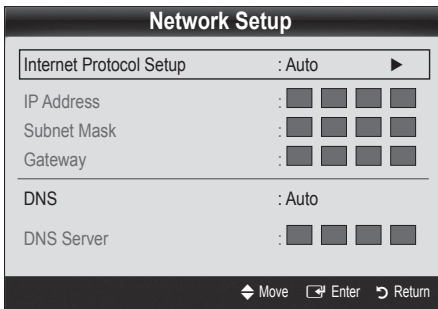 Network Setup
Internet Protocol Setup : Auto ►
IP Address :
Subnet Mask :
Gateway :
DNS : Auto
DNS Server :
Move Enter Return